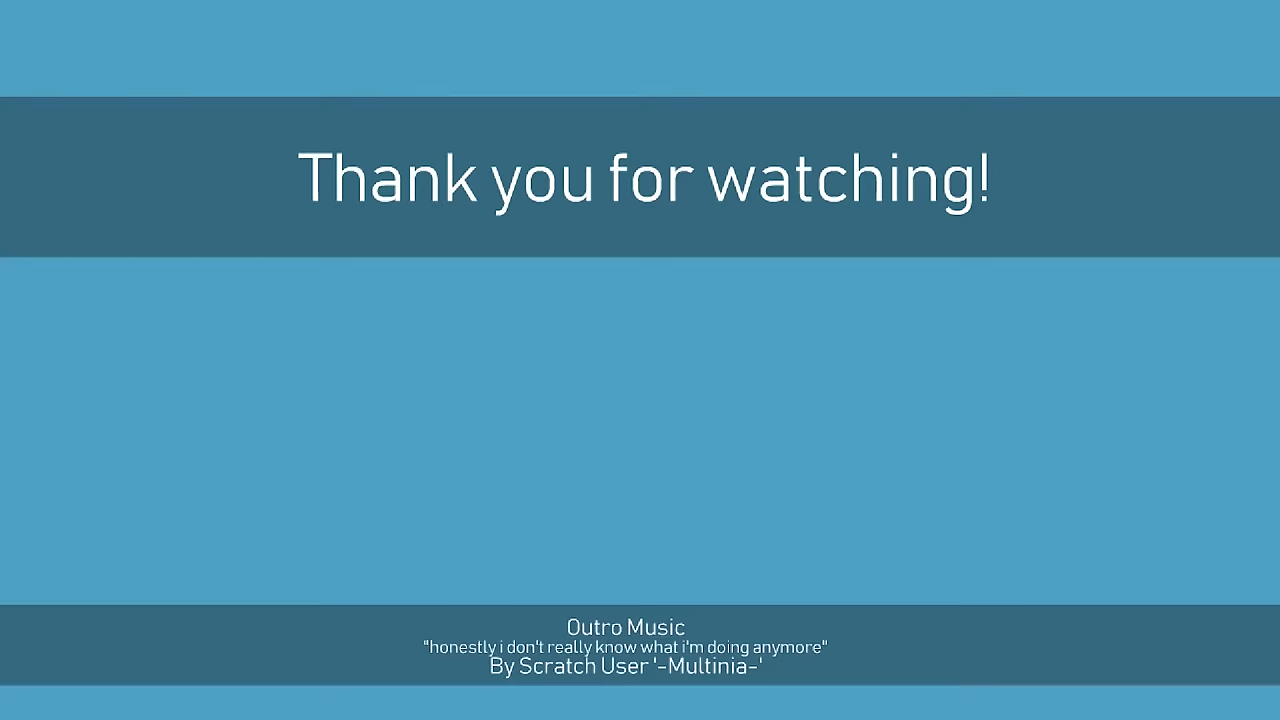 Thank you for watching!
Outro Music
"honestly i don't really know what i'm doing anymore"
By Scratch User '-Multinia-'